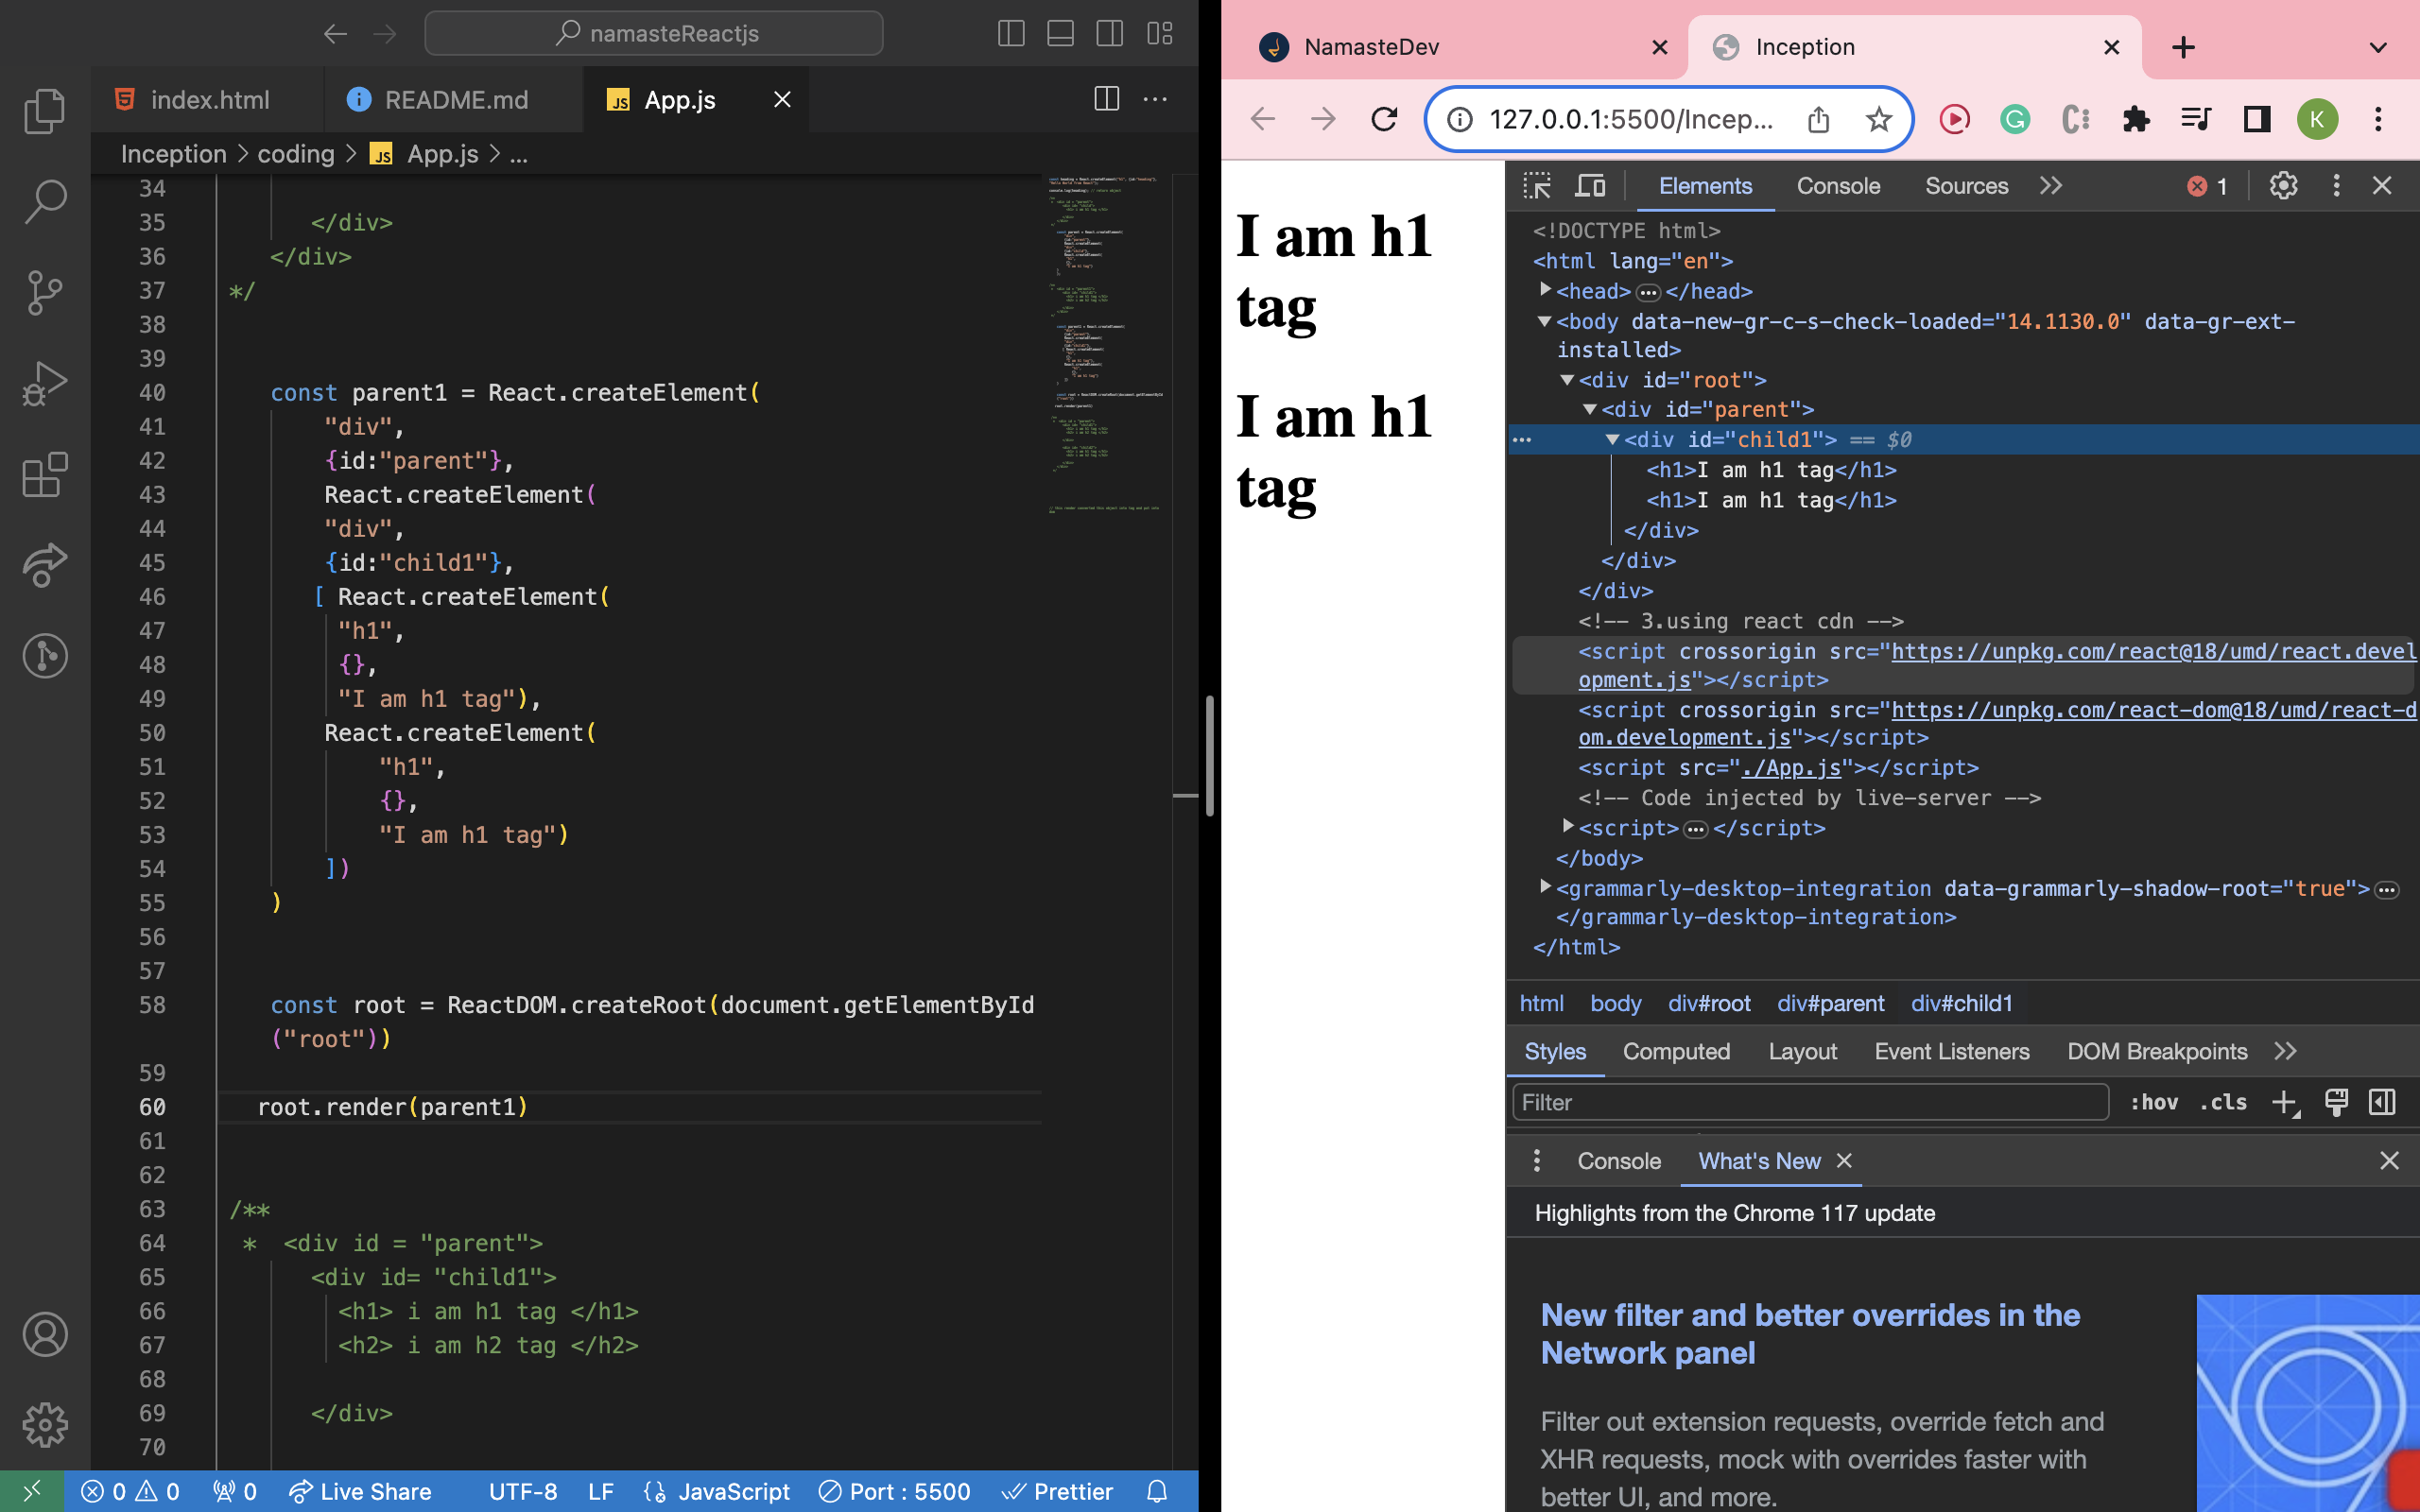 namasteReactjs
index.html
README.md
JS App.js
Inception > coding > JS App.js > ...
34
35 </div>
36 </div>
37 */
38
39
40 const parent1 = React.createElement(
41 "div",
42 {id:"parent"},
43 React.createElement(
44 "div",
45 {id:"child1"},
46 [ React.createElement(
47 "h1",
48 {},
49 "I am h1 tag"),
50 React.createElement(
51 "h1",
52 {},
53 "I am h1 tag")
54 ])
55 )
56
57
58 const root = ReactDOM.createRoot(document.getElementById
("root"))
59
60 root.render(parent1)
61
62
63 /**
64 * <div id = "parent">
65 <div id= "child1">
66 <h1> i am h1 tag </h1>
67 <h2> i am h2 tag </h2>
68
69 </div>
70
0 0 0 Live Share UTF-8 LF JavaScript Port : 5500 Prettier
NamasteDev
Inception
127.0.0.1:5500/Incep...
K
I am h1
tag
I am h1
tag
Elements Console Sources 1
<!DOCTYPE html>
<html lang="en">
<head> ... </head>
<body data-new-gr-c-s-check-loaded="14.1130.0" data-gr-ext-
installed>
<div id="root">
<div id="parent">
... <div id="child1"> == $0
<h1>I am h1 tag</h1>
<h1>I am h1 tag</h1>
</div>
</div>
</div>
<!-- 3.using react cdn -->
<script crossorigin src="https://unpkg.com/react@18/umd/react.devel
opment.js"></script>
<script crossorigin src="https://unpkg.com/react-dom@18/umd/react-d
om.development.js"></script>
<script src="./App.js"></script>
<!-- Code injected by live-server -->
<script> ... </script>
</body>
<grammarly-desktop-integration data-grammarly-shadow-root="true"> ...
</grammarly-desktop-integration>
</html>
html body div#root div#parent div#child1
Styles Computed Layout Event Listeners DOM Breakpoints
Filter :hov .cls
Console What's New
Highlights from the Chrome 117 update
New filter and better overrides in the
Network panel
Filter out extension requests, override fetch and
XHR requests, mock with overrides faster with
better UI, and more.